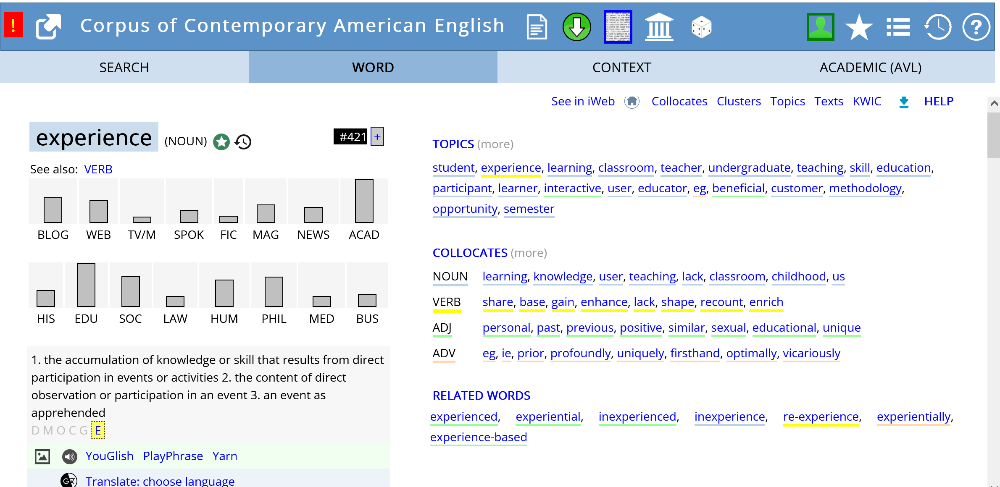 ! Corpus of Contemporary American English
SEARCH WORD CONTEXT ACADEMIC (AVL)
See in iWeb Collocates Clusters Topics Texts KWIC HELP
experience (NOUN) #421 +
See also: VERB
BLOG WEB TV/M SPOK FIC MAG NEWS ACAD
HIS EDU SOC LAW HUM PHIL MED BUS
1. the accumulation of knowledge or skill that results from direct
participation in events or activities 2. the content of direct
observation or participation in an event 3. an event as
apprehended
D M O C G E
YouGlish PlayPhrase Yarn
Translate: choose language
TOPICS (more)
student, experience, learning, classroom, teacher, undergraduate, teaching, skill, education,
participant, learner, interactive, user, educator, eg, beneficial, customer, methodology,
opportunity, semester
COLLOCATES (more)
NOUN learning, knowledge, user, teaching, lack, classroom, childhood, us
VERB share, base, gain, enhance, lack, shape, recount, enrich
ADJ personal, past, previous, positive, similar, sexual, educational, unique
ADV eg, ie, prior, profoundly, uniquely, firsthand, optimally, vicariously
RELATED WORDS
experienced, experiential, inexperienced, inexperience, re-experience, experientially,
experience-based